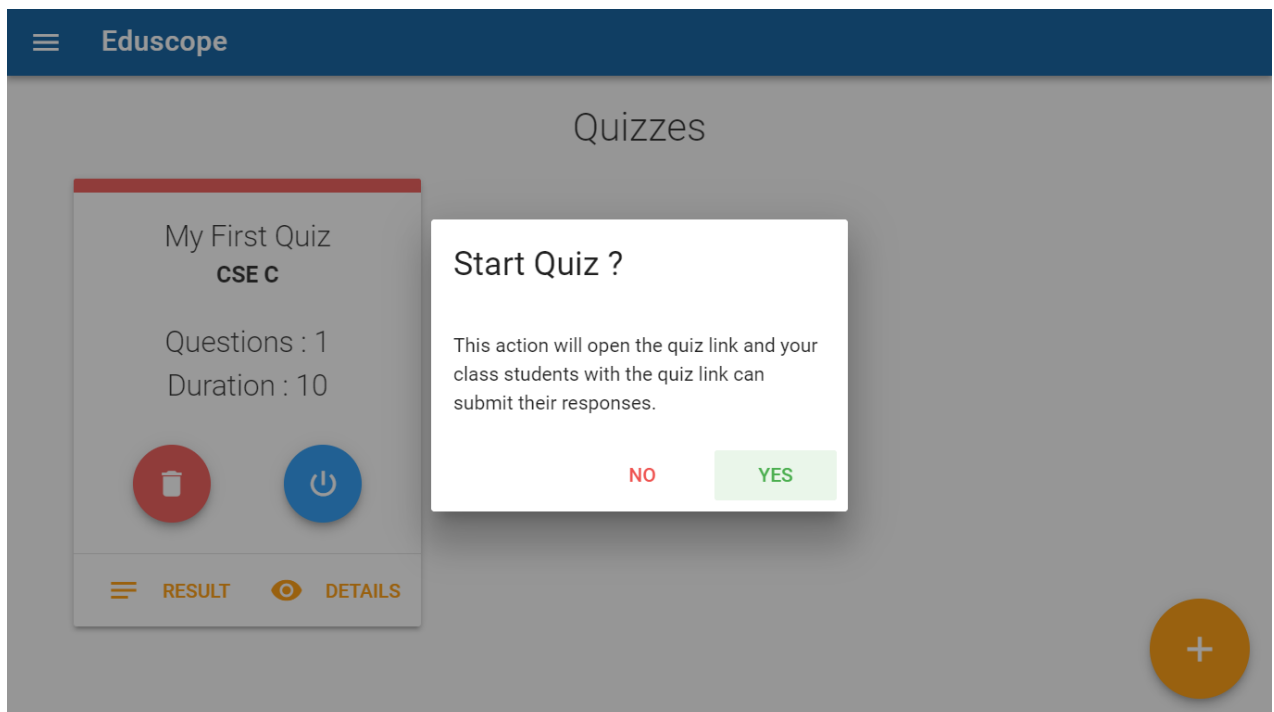 Eduscope
Quizzes
My First Quiz
CSE C
Questions : 1
Duration : 10
RESULT
DETAILS
Start Quiz ?
This action will open the quiz link and your
class students with the quiz link can
submit their responses.
NO
YES